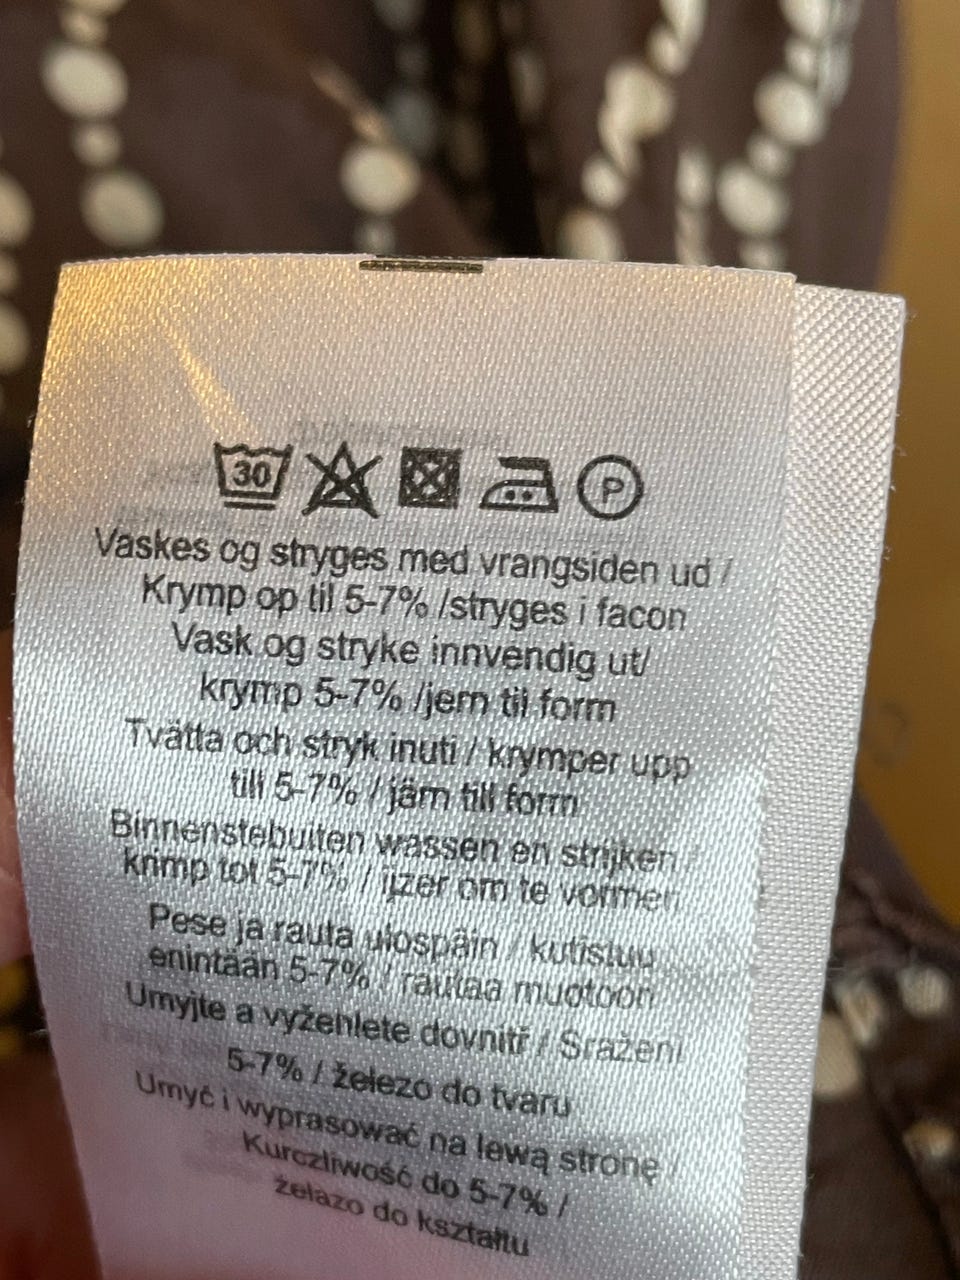 30 P
Vaskes og stryges med vrangsiden ud /
Krymp op til 5-7% /stryges i facon
Vask og stryke innvendig ut/
krymp 5-7% /jern til form
Tvätta och stryk inuti / krymper upp
till 5-7% / järn till form
Binnenstebuiten wassen en strijken /
krimp tot 5-7% / ijzer om te vormen
Pese ja rauta ulospäin / kutistuu
enintään 5-7% / rautaa muotoon
Umyjte a vyžehlete dovnitř / Sražení
5-7% / železo do tvaru
Umyć i wyprasować na lewą stronę /
Kurczliwość do 5-7% /
żelazo do kształtu